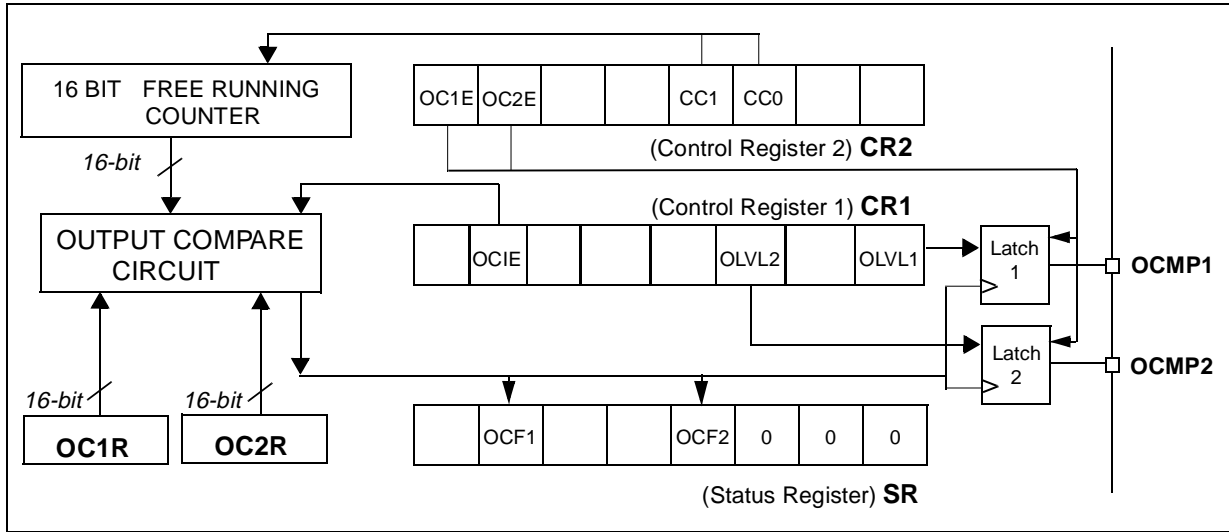 16 BIT FREE RUNNING
COUNTER
OC1E OC2E CC1 CC0
16-bit
(Control Register 2) CR2
(Control Register 1) CR1
OUTPUT COMPARE
CIRCUIT
OCIE OLVL2 OLVL1
Latch
1
OCMP1
Latch
2
OCMP2
16-bit 16-bit
OC1R OC2R
OCF1 OCF2 0 0 0
(Status Register) SR